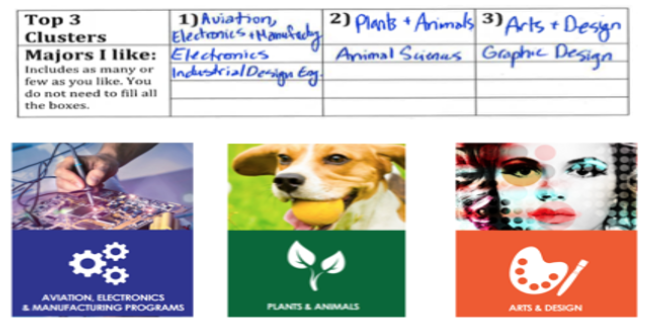 Top 3
Clusters
1) Aviation,
Electronics + Manufactg
2) Plants + Animals
3) Arts + Design
Majors I like:
Includes as many or
few as you like. You
do not need to fill all
the boxes.
Electronics
Industrial Design Eng.
Animal Sciences
Graphic Design
AVIATION, ELECTRONICS
& MANUFACTURING PROGRAMS
PLANTS & ANIMALS
ARTS & DESIGN